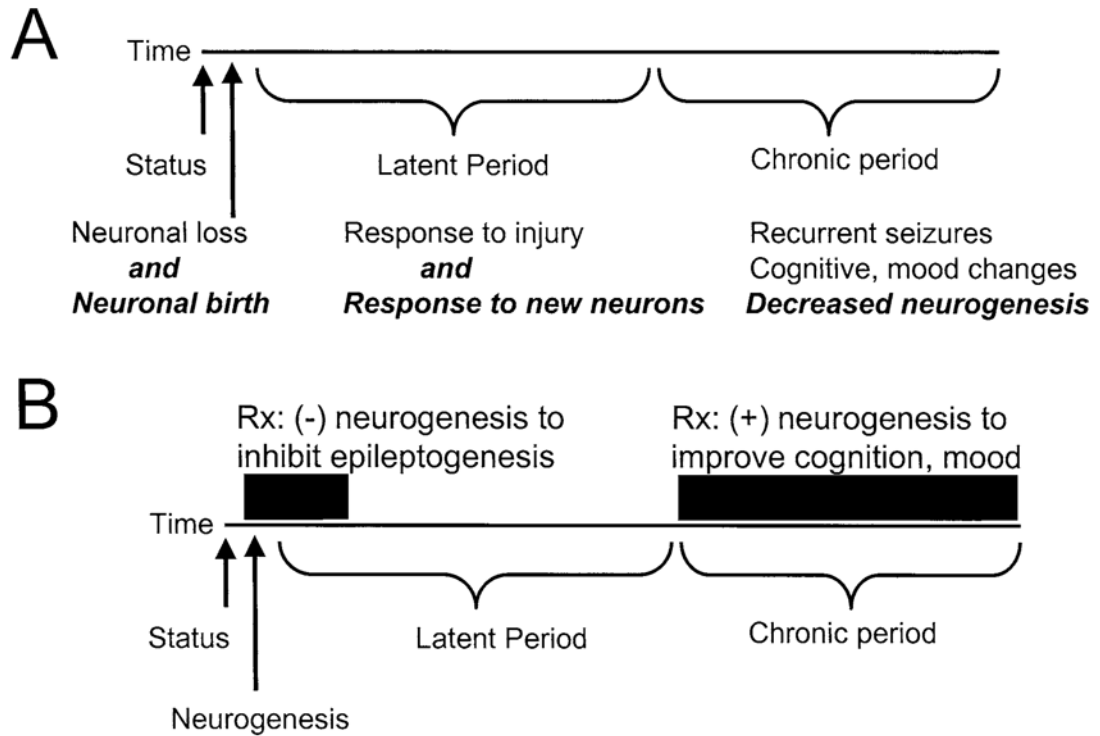 A
Time
Status
Latent Period
Chronic period
Neuronal loss
and
Neuronal birth
Response to injury
and
Response to new neurons
Recurrent seizures
Cognitive, mood changes
Decreased neurogenesis
B
Rx: (-) neurogenesis to
inhibit epileptogenesis
Rx: (+) neurogenesis to
improve cognition, mood
Time
Status
Latent Period
Chronic period
Neurogenesis